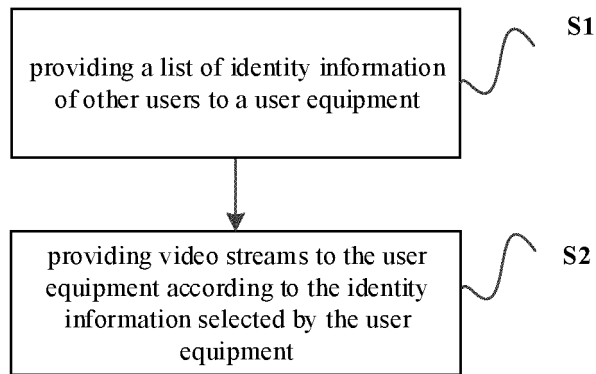 S1
providing a list of identity information
of other users to a user equipment
S2
providing video streams to the user
equipment according to the identity
information selected by the user
equipment